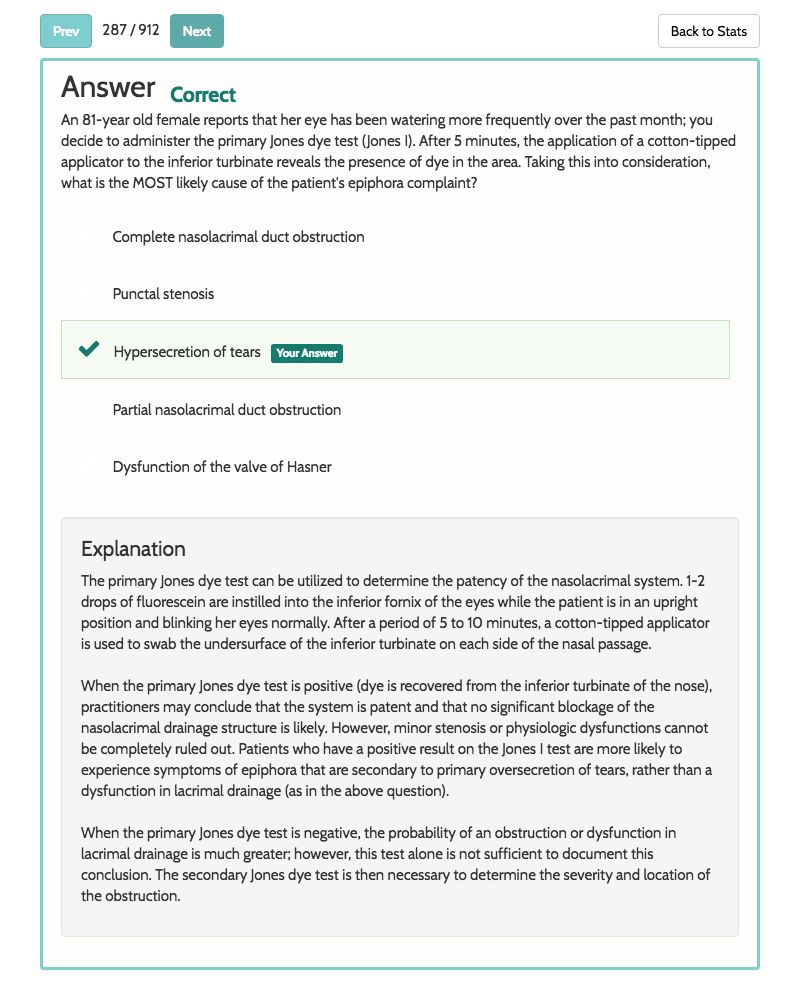 Prev 287 / 912 Next Back to Stats
Answer Correct
An 81-year old female reports that her eye has been watering more frequently over the past month; you
decide to administer the primary Jones dye test (Jones I). After 5 minutes, the application of a cotton-tipped
applicator to the inferior turbinate reveals the presence of dye in the area. Taking this into consideration,
what is the MOST likely cause of the patient's epiphora complaint?
Complete nasolacrimal duct obstruction
Punctal stenosis
Hypersecretion of tears Your Answer
Partial nasolacrimal duct obstruction
Dysfunction of the valve of Hasner
Explanation
The primary Jones dye test can be utilized to determine the patency of the nasolacrimal system. 1-2
drops of fluorescein are instilled into the inferior fornix of the eyes while the patient is in an upright
position and blinking her eyes normally. After a period of 5 to 10 minutes, a cotton-tipped applicator
is used to swab the undersurface of the inferior turbinate on each side of the nasal passage.
When the primary Jones dye test is positive (dye is recovered from the inferior turbinate of the nose),
practitioners may conclude that the system is patent and that no significant blockage of the
nasolacrimal drainage structure is likely. However, minor stenosis or physiologic dysfunctions cannot
be completely ruled out. Patients who have a positive result on the Jones I test are more likely to
experience symptoms of epiphora that are secondary to primary oversecretion of tears, rather than a
dysfunction in lacrimal drainage (as in the above question).
When the primary Jones dye test is negative, the probability of an obstruction or dysfunction in
lacrimal drainage is much greater; however, this test alone is not sufficient to document this
conclusion. The secondary Jones dye test is then necessary to determine the severity and location of
the obstruction.